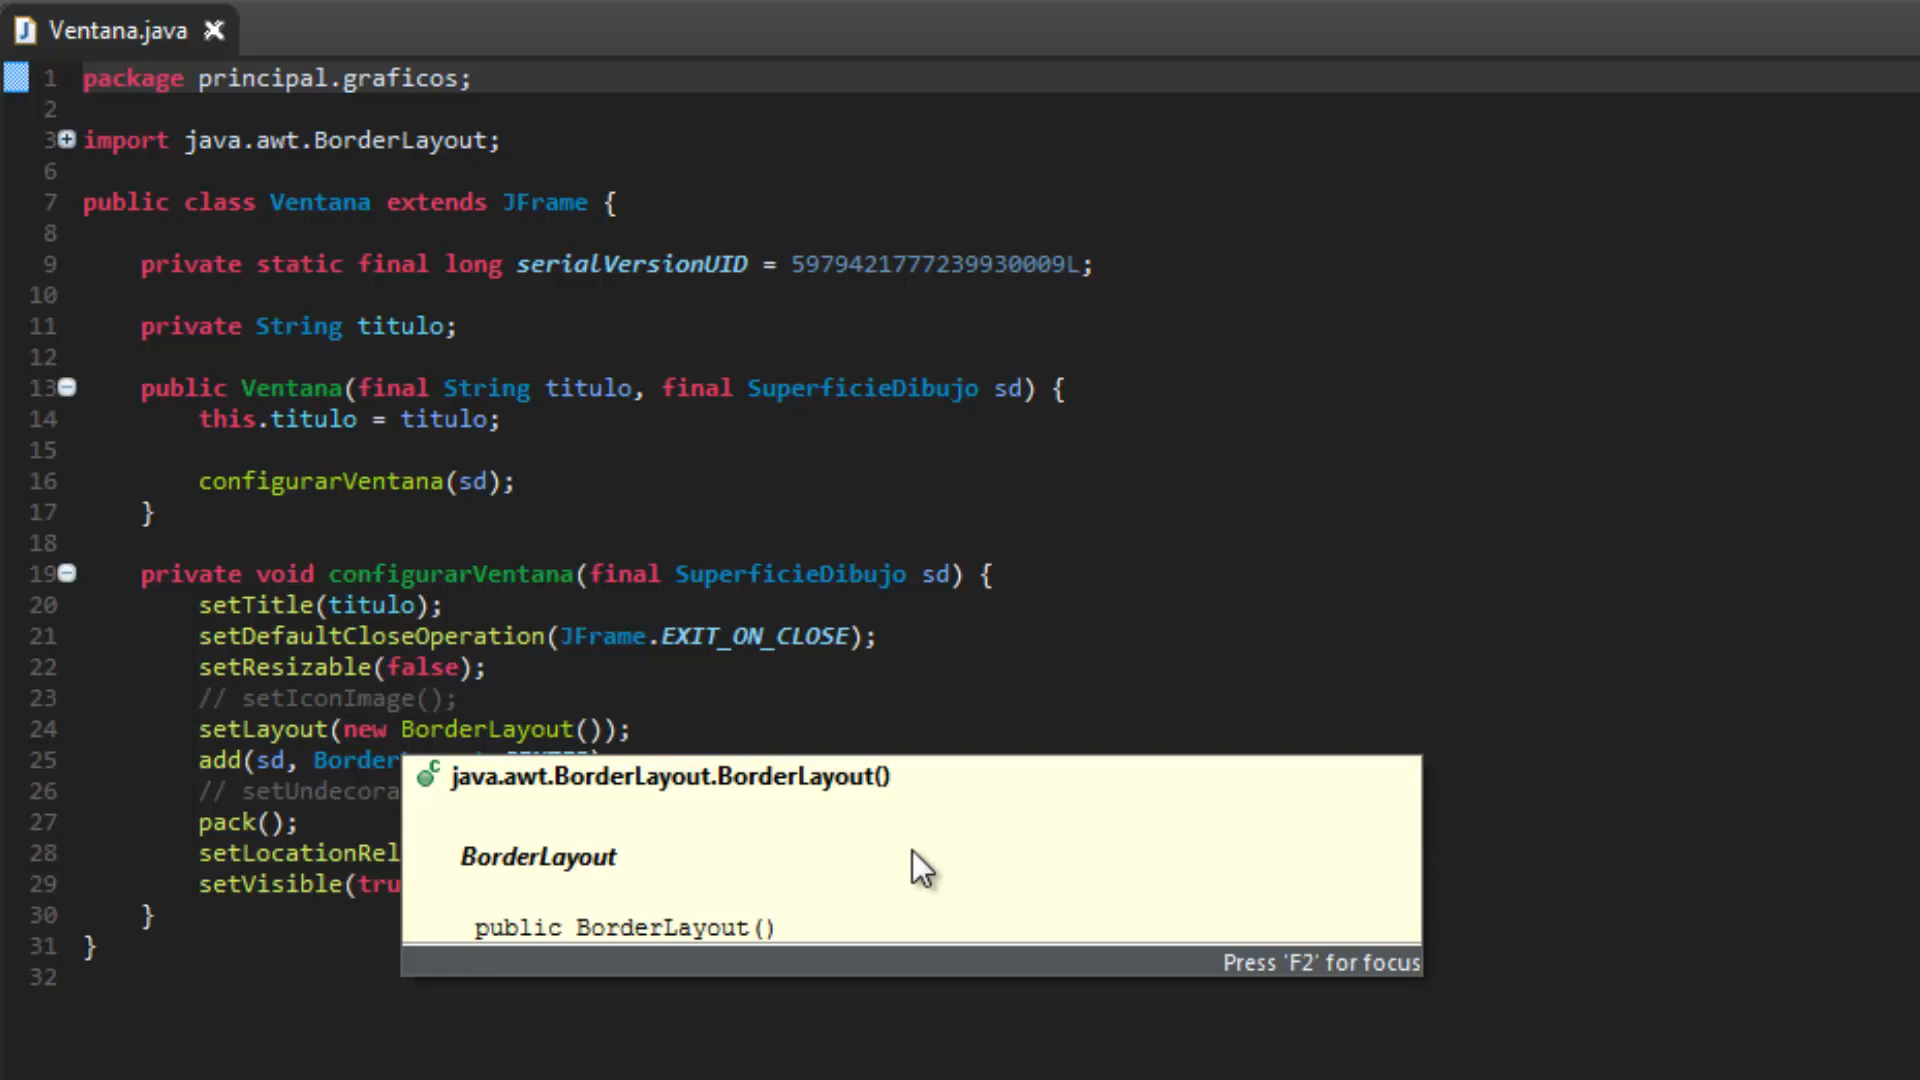 Ventana.java
1 package principal.graficos;
2
3 import java.awt.BorderLayout;
6
7 public class Ventana extends JFrame {
8
9 private static final long serialVersionUID = 5979421777239930009L;
10
11 private String titulo;
12
13 public Ventana(final String titulo, final SuperficieDibujo sd) {
14 this.titulo = titulo;
15
16 configurarVentana(sd);
17 }
18
19 private void configurarVentana(final SuperficieDibujo sd) {
20 setTitle(titulo);
21 setDefaultCloseOperation(JFrame.EXIT_ON_CLOSE);
22 setResizable(false);
23 // setIconImage();
24 setLayout(new BorderLayout());
25 add(sd, Border
26 // setUndecora
27 pack();
28 setLocationRel
29 setVisible(tru
30 }
31 }
32
java.awt.BorderLayout.BorderLayout()
BorderLayout
public BorderLayout()
Press 'F2' for focus